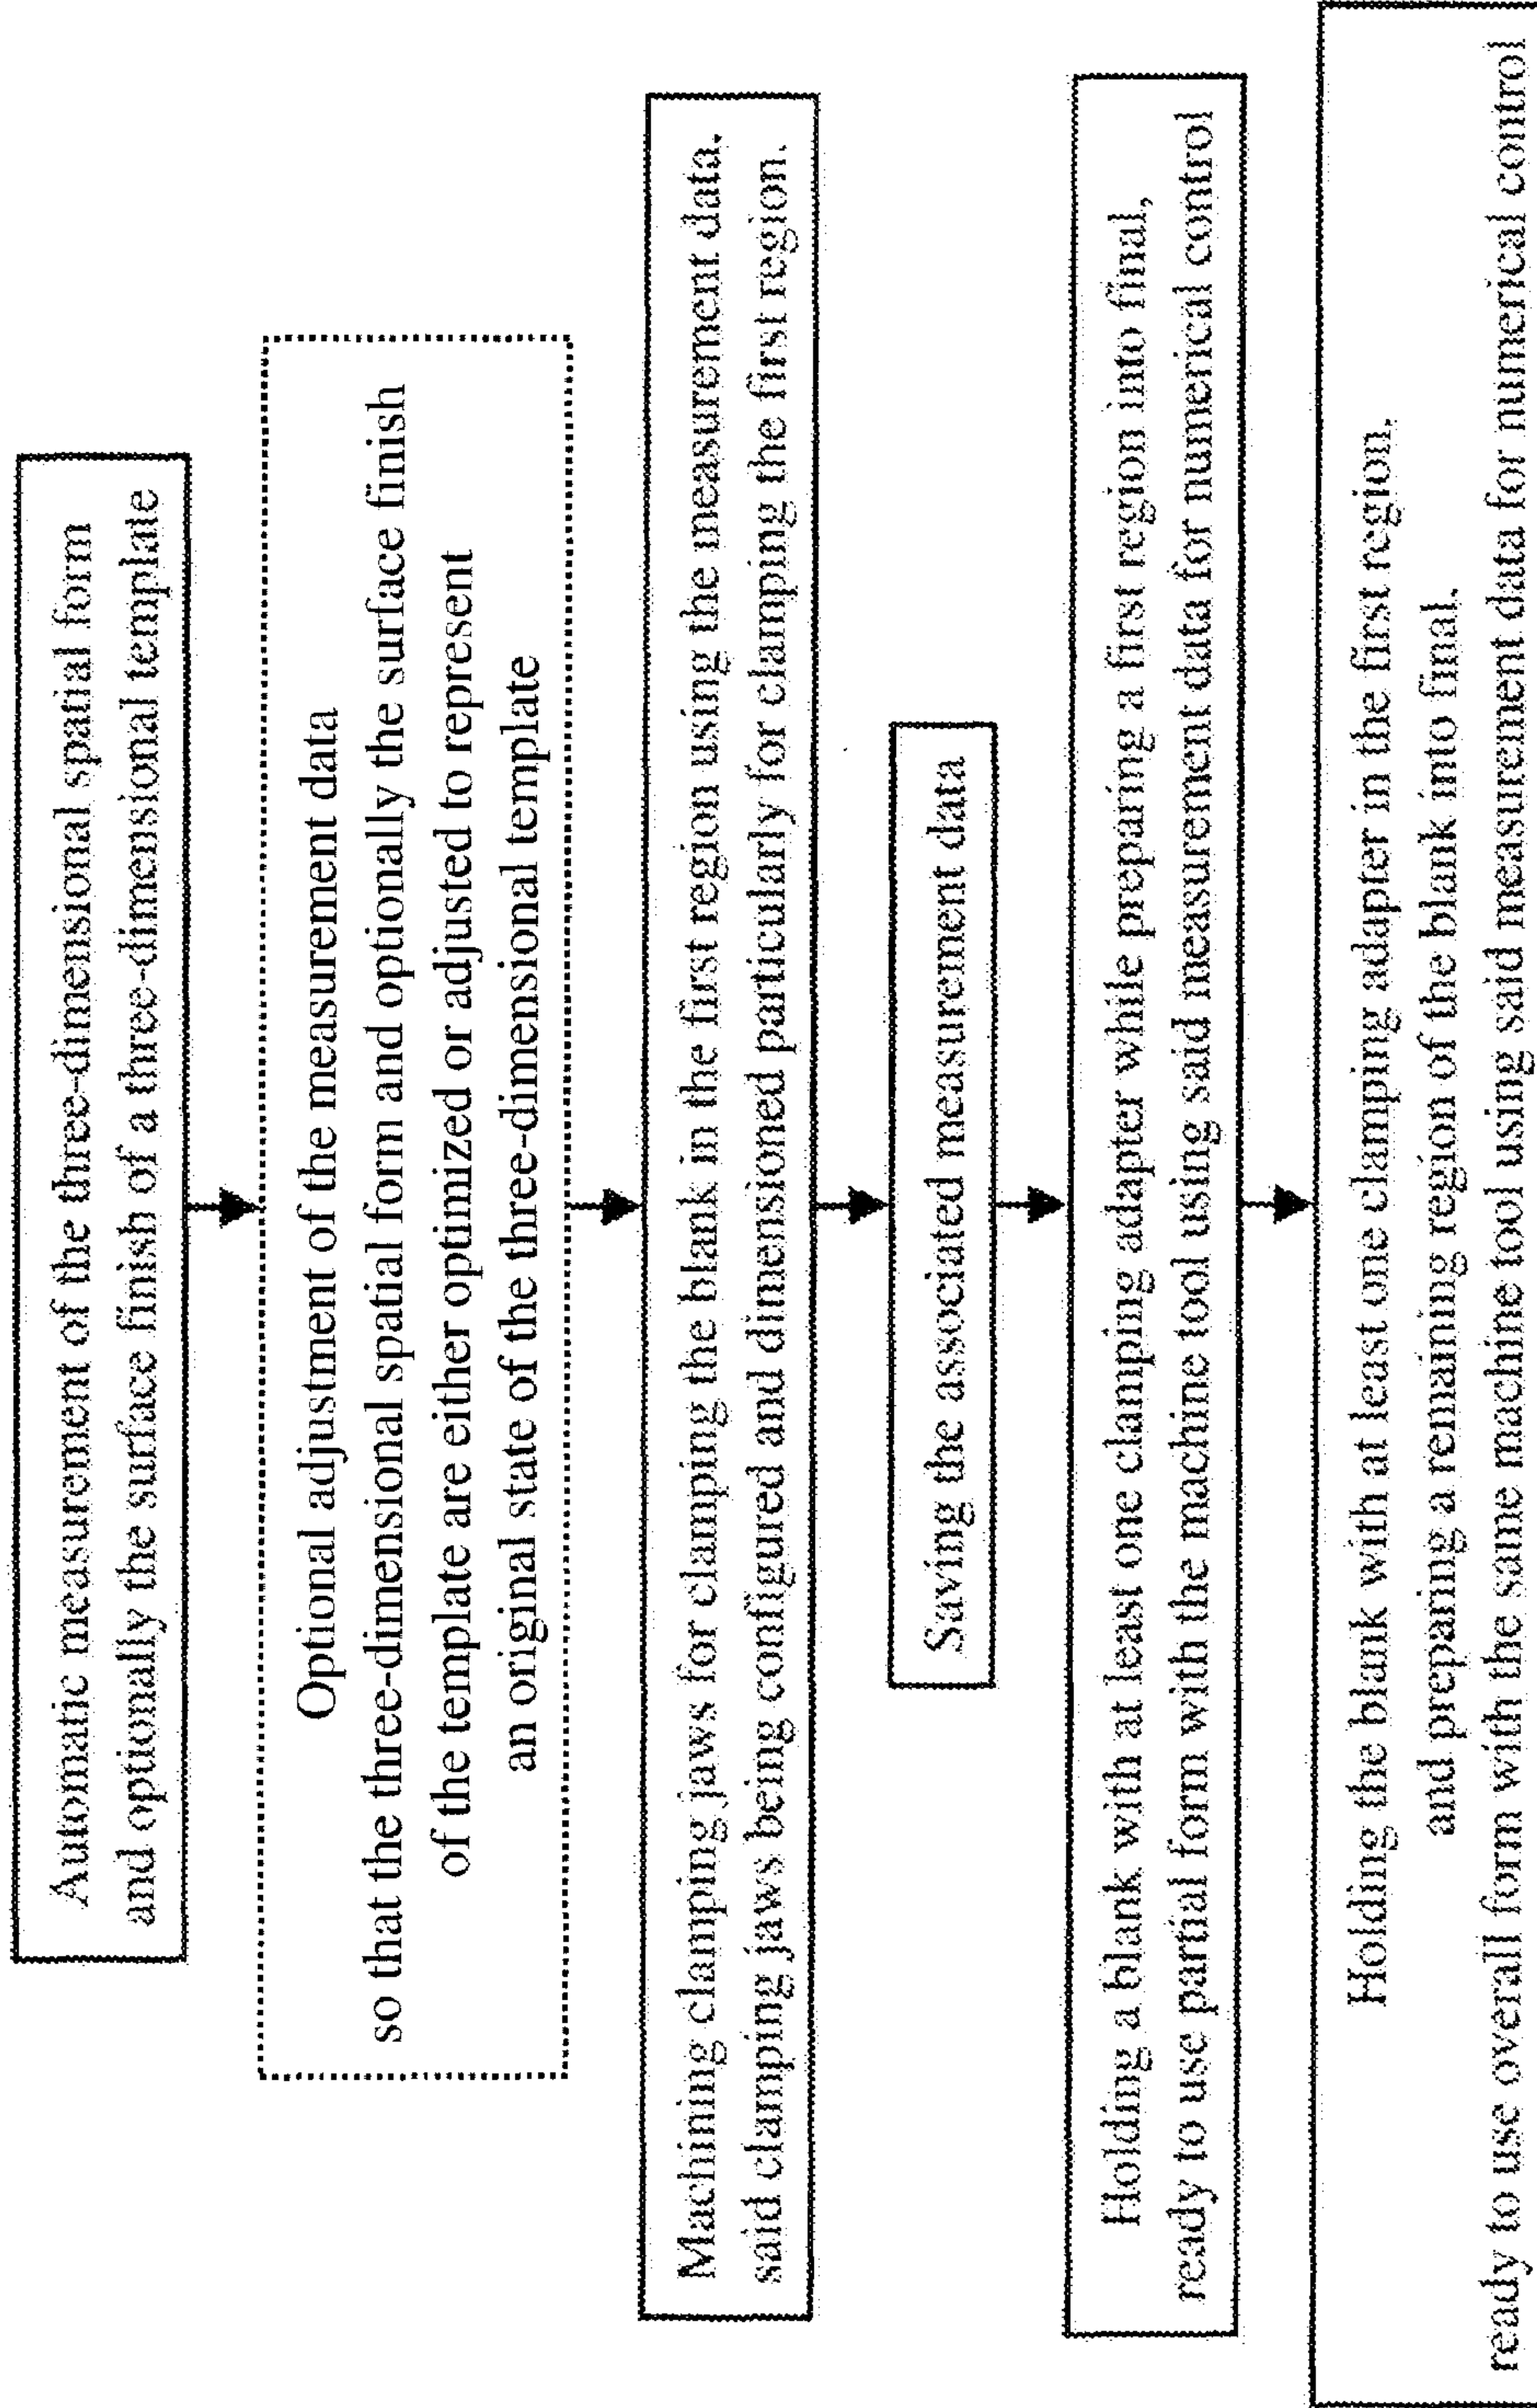 Automatic measurement of the three-dimensional spatial form
and optionally the surface finish of a three-dimensional template
Optional adjustment of the measurement data
so that the three-dimensional spatial form and optionally the surface finish
of the template are either optimized or adjusted to represent
an original state of the three-dimensional template
Machining clamping jaws for clamping the blank in the first region using the measurement data,
said clamping jaws being configured and dimensioned particularly for clamping the first region.
Saving the associated measurement data
Holding a blank with at least one clamping adapter while preparing a first region into final,
ready to use partial form with the machine tool using said measurement data for numerical control
Holding the blank with at least one clamping adapter in the first region,
and preparing a remaining region of the blank into final,
ready to use overall form with the same machine tool using said measurement data for numerical control